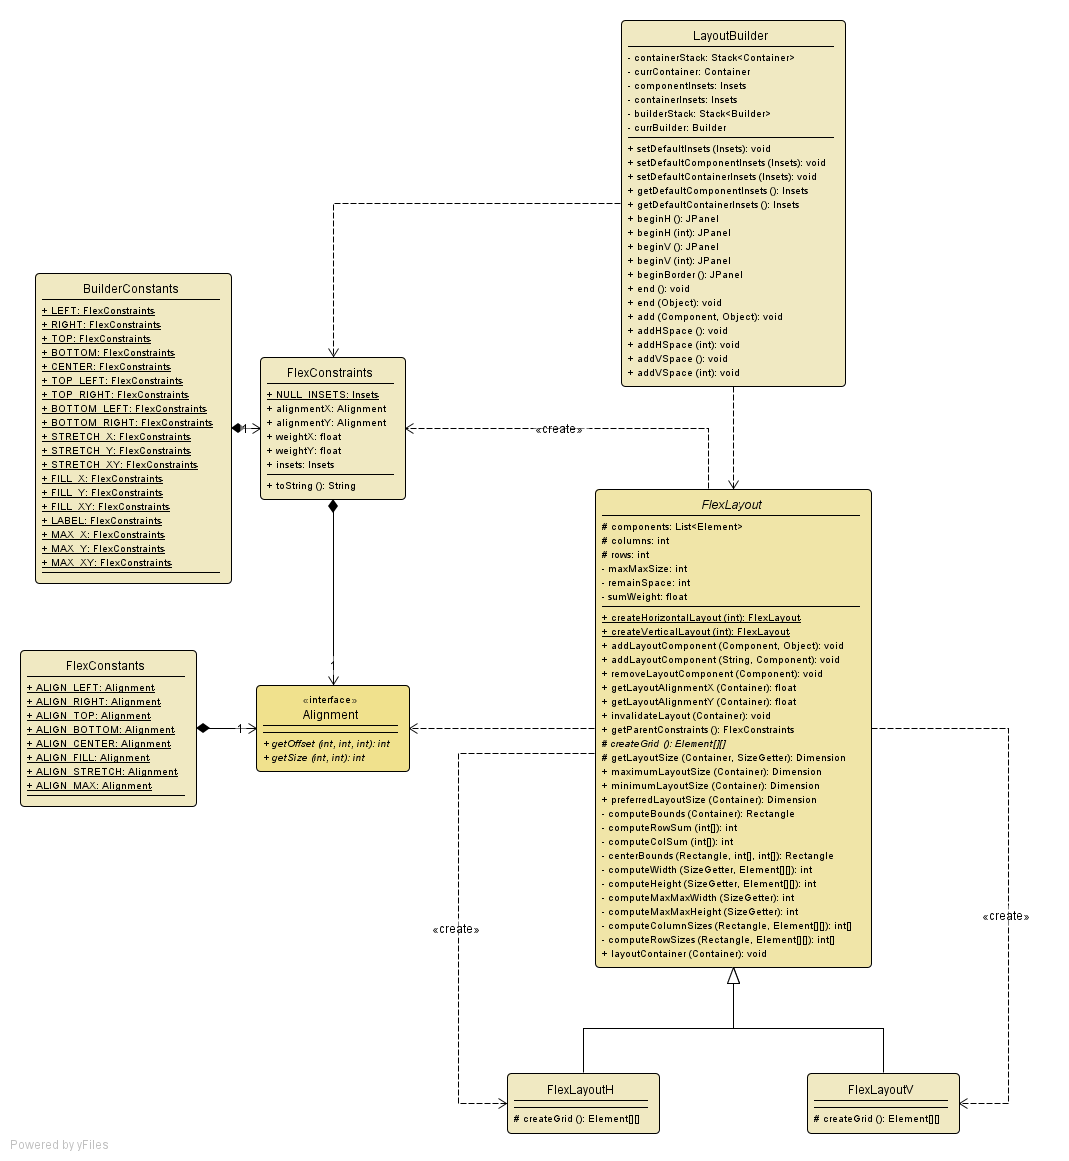 LayoutBuilder
- containerStack: Stack<Container>
- currContainer: Container
- componentInsets: Insets
- containerInsets: Insets
- builderStack: Stack<Builder>
- currBuilder: Builder
+ setDefaultInsets (Insets): void
+ setDefaultComponentInsets (Insets): void
+ setDefaultContainerInsets (Insets): void
+ getDefaultComponentInsets (): Insets
+ getDefaultContainerInsets (): Insets
+ beginH (): JPanel
+ beginH (int): JPanel
+ beginV (): JPanel
+ beginV (int): JPanel
+ beginBorder (): JPanel
+ end (): void
+ end (Object): void
+ add (Component, Object): void
+ addHSpace (): void
+ addHSpace (int): void
+ addVSpace (): void
+ addVSpace (int): void
BuilderConstants
+ LEFT: FlexConstraints
+ RIGHT: FlexConstraints
+ TOP: FlexConstraints
+ BOTTOM: FlexConstraints
+ CENTER: FlexConstraints
+ TOP_LEFT: FlexConstraints
+ TOP_RIGHT: FlexConstraints
+ BOTTOM_LEFT: FlexConstraints
+ BOTTOM_RIGHT: FlexConstraints
+ STRETCH_X: FlexConstraints
+ STRETCH_Y: FlexConstraints
+ STRETCH_XY: FlexConstraints
+ FILL_X: FlexConstraints
+ FILL_Y: FlexConstraints
+ FILL_XY: FlexConstraints
+ LABEL: FlexConstraints
+ MAX_X: FlexConstraints
+ MAX_Y: FlexConstraints
+ MAX_XY: FlexConstraints
1
FlexConstraints
+ NULL_INSETS: Insets
+ alignmentX: Alignment
+ alignmentY: Alignment
+ weightX: float
+ weightY: float
+ insets: Insets
+ toString (): String
«create»
1
FlexLayout
# components: List<Element>
# columns: int
# rows: int
- maxMaxSize: int
- remainSpace: int
- sumWeight: float
+ createHorizontalLayout (int): FlexLayout
+ createVerticalLayout (int): FlexLayout
+ addLayoutComponent (Component, Object): void
+ addLayoutComponent (String, Component): void
+ removeLayoutComponent (Component): void
+ getLayoutAlignmentX (Container): float
+ getLayoutAlignmentY (Container): float
+ invalidateLayout (Container): void
+ getParentConstraints (): FlexConstraints
# createGrid (): Element[][]
# getLayoutSize (Container, SizeGetter): Dimension
+ maximumLayoutSize (Container): Dimension
+ minimumLayoutSize (Container): Dimension
+ preferredLayoutSize (Container): Dimension
- computeBounds (Container): Rectangle
- computeRowSum (int[]): int
- computeColSum (int[]): int
- centerBounds (Rectangle, int[], int[]): Rectangle
- computeWidth (SizeGetter, Element[][]): int
- computeHeight (SizeGetter, Element[][]): int
- computeMaxMaxWidth (SizeGetter): int
- computeMaxMaxHeight (SizeGetter): int
- computeColumnSizes (Rectangle, Element[][]): int[]
- computeRowSizes (Rectangle, Element[][]): int[]
+ layoutContainer (Container): void
FlexConstants
+ ALIGN_LEFT: Alignment
+ ALIGN_RIGHT: Alignment
+ ALIGN_TOP: Alignment
+ ALIGN_BOTTOM: Alignment
+ ALIGN_CENTER: Alignment
+ ALIGN_FILL: Alignment
+ ALIGN_STRETCH: Alignment
+ ALIGN_MAX: Alignment
1
«interface»
Alignment
+ getOffset (int, int, int): int
+ getSize (int, int): int
«create»
«create»
FlexLayoutH
# createGrid (): Element[][]
FlexLayoutV
# createGrid (): Element[][]
Powered by yFiles